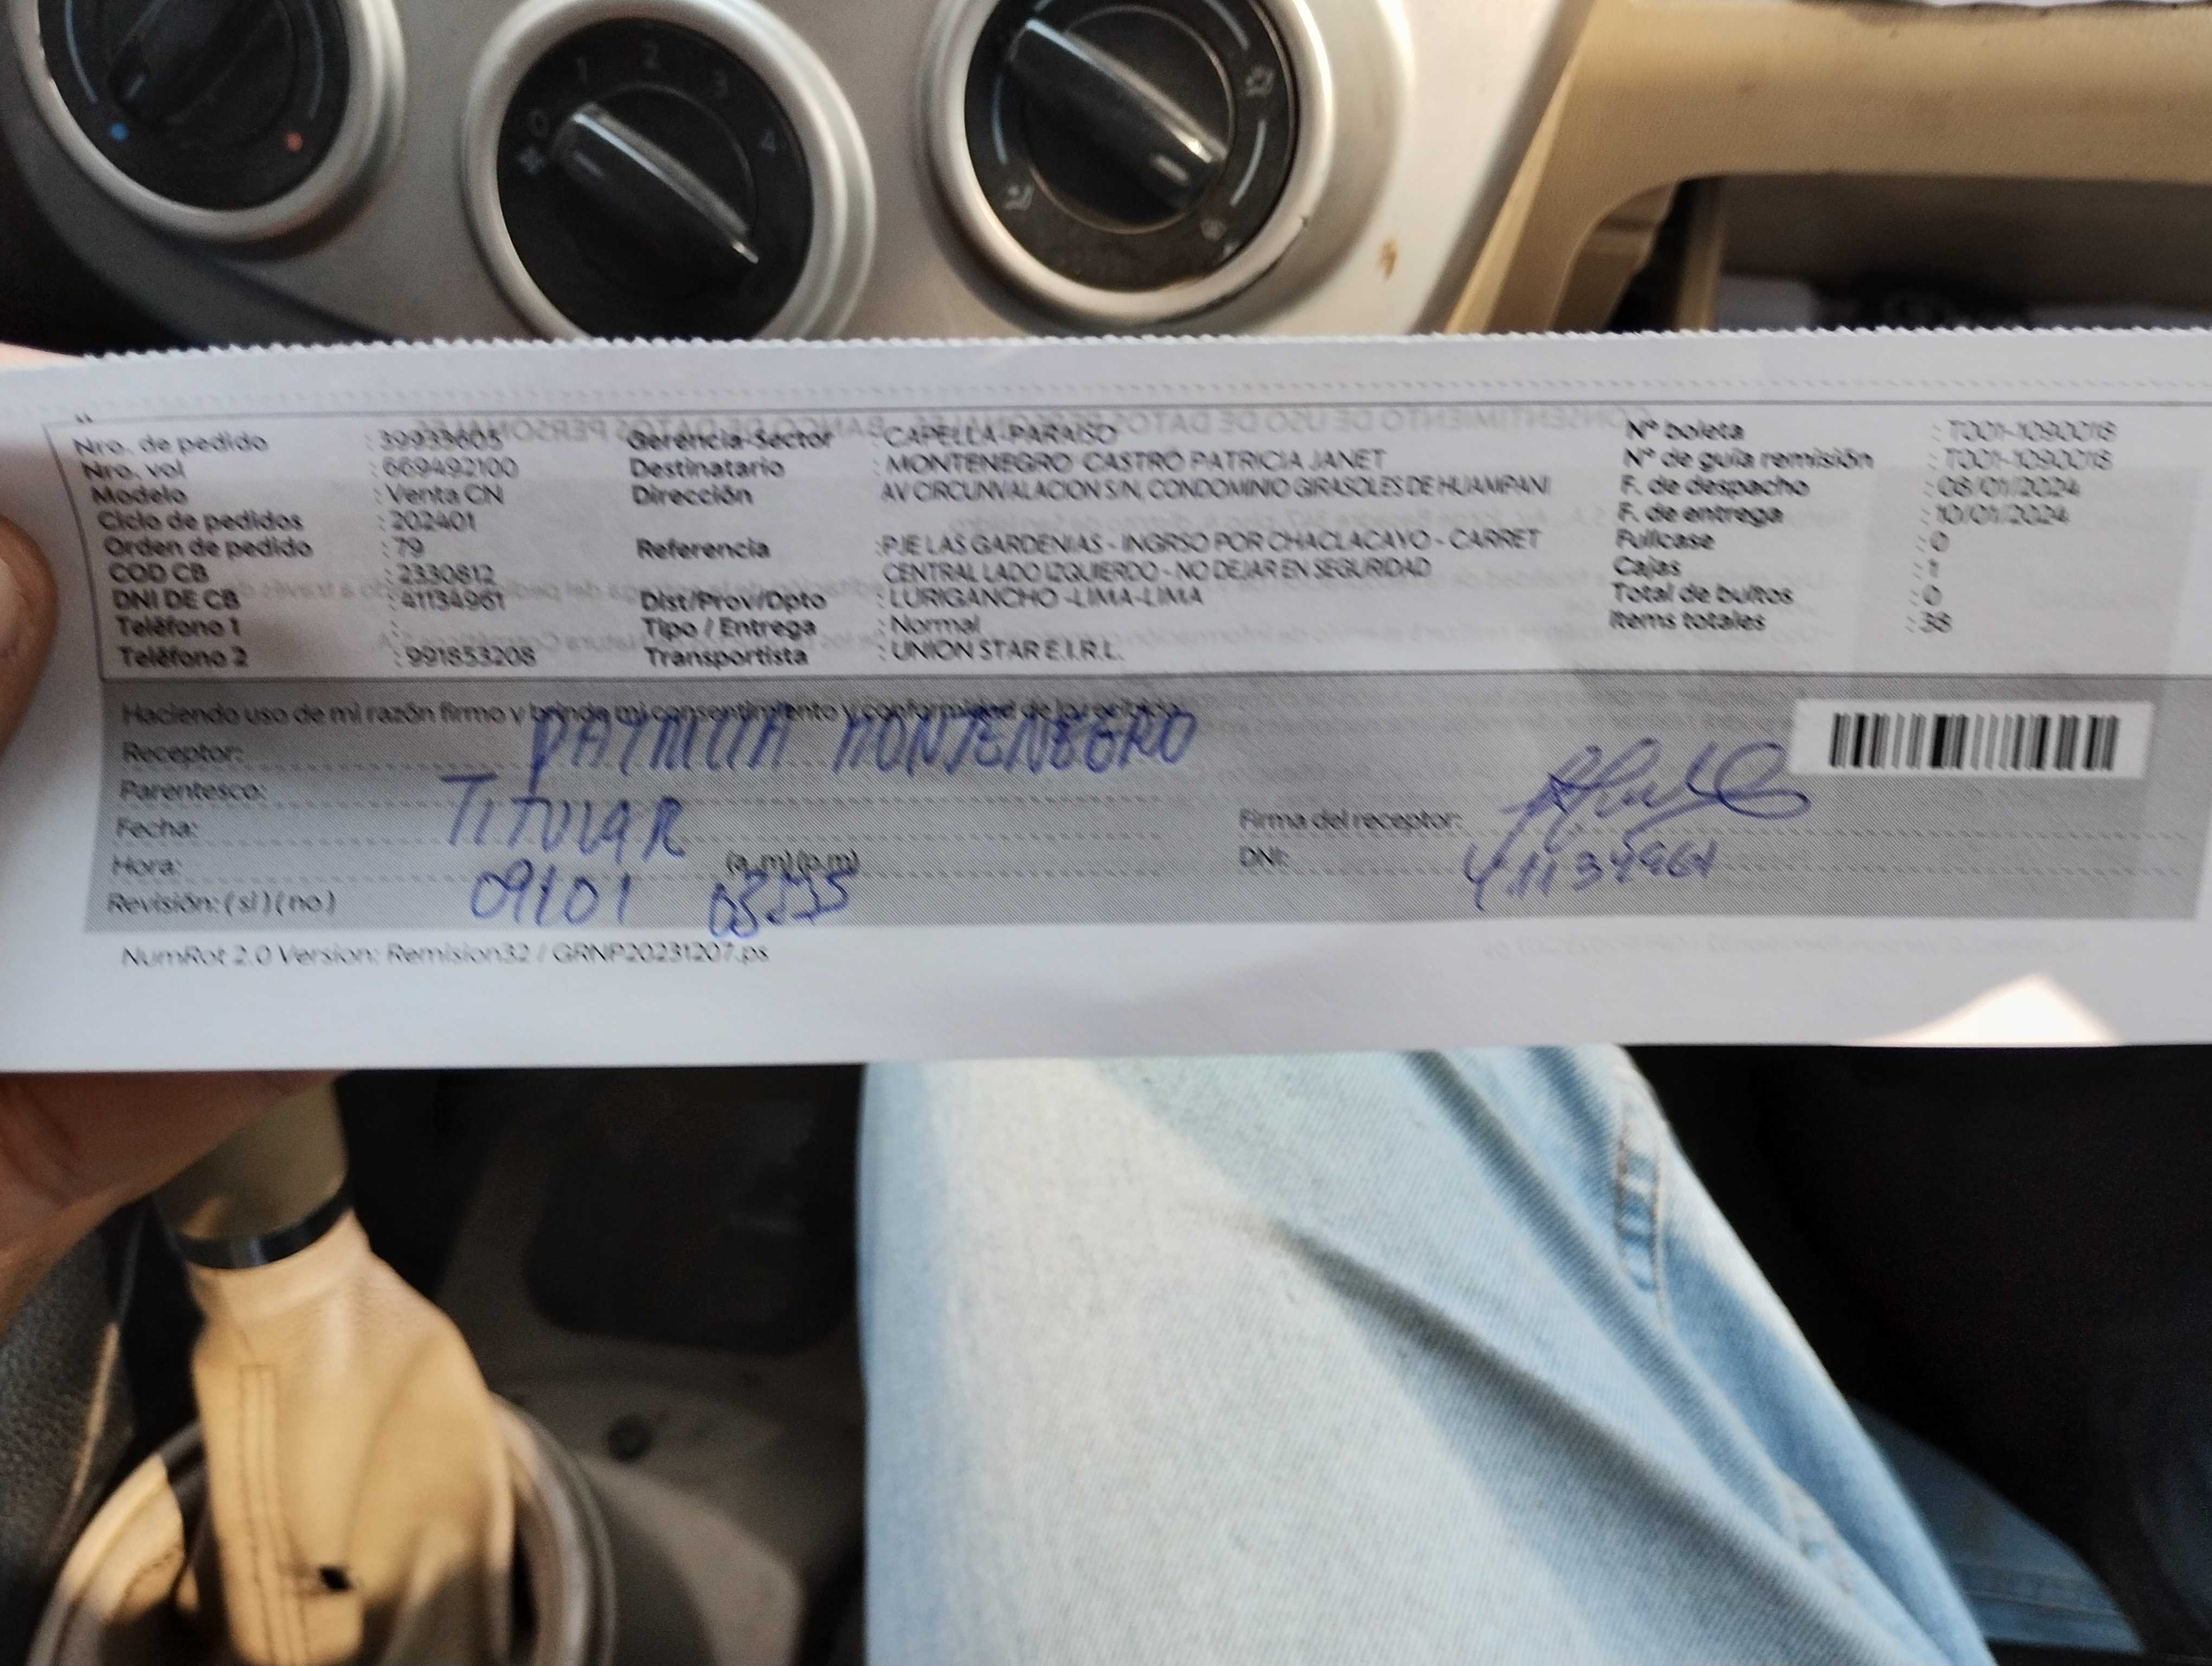 Nro. de pedido : 39933605
Nro. vol : 669492100
Modelo : Venta CN
Ciclo de pedidos : 202401
Orden de pedido : 79
COD CB : 2330812
DNI DE CB : 41134961
Teléfono 1 :
Teléfono 2 : 991853208
Gerencia-Sector : CAPELLA-PARAISO
Destinatario : MONTENEGRO CASTRO PATRICIA JANET
Dirección AV CIRCUNVALACION S/N, CONDOMINIO GIRASOLES DE HUAMPANI
Referencia :PJE LAS GARDENIAS - INGRSO POR CHACLACAYO - CARRET
CENTRAL LADO IZQUIERDO - NO DEJAR EN SEGURIDAD
Dist/Prov/Dpto : LURIGANCHO -LIMA-LIMA
Tipo / Entrega : Normal
Transportista : UNION STAR E.I.R.L.
Nº boleta : T001-1090018
Nº de guía remisión : T001-1090018
F. de despacho : 08/01/2024
F. de entrega : 10/01/2024
Fullcase : 0
Cajas : 1
Total de bultos : 0
Items totales : 38
Haciendo uso de mi razón firmo y brindo mi consentimiento y conformidad de lo recibido.
Receptor: PATRICIA MONTENEGRO
Parentesco: TITULAR
Fecha:
Hora: (a.m)(p.m)
09/01
Revisión: (si)(no)
Firma del receptor:
DNI: 41134961
NumRot 2.0 Version: Remision32 / GRNP20231207.ps
0
1
2
3
4